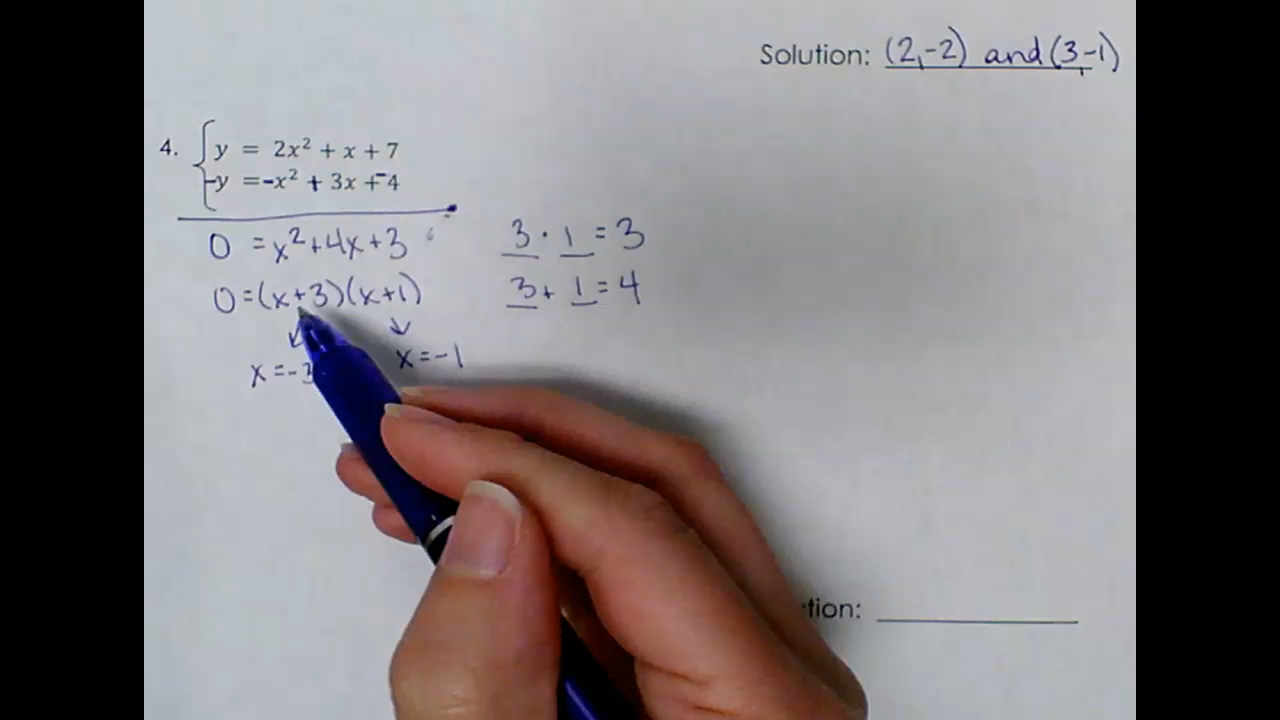 Solution: (2,-2) and (3,-1)
4. y = 2x² + x + 7
-y = -x² + 3x + -4
0 = x² + 4x + 3
3 · 1 = 3
0 = (x+3)(x+1)
3 + 1 = 4
x = -3
x = -1
tion: